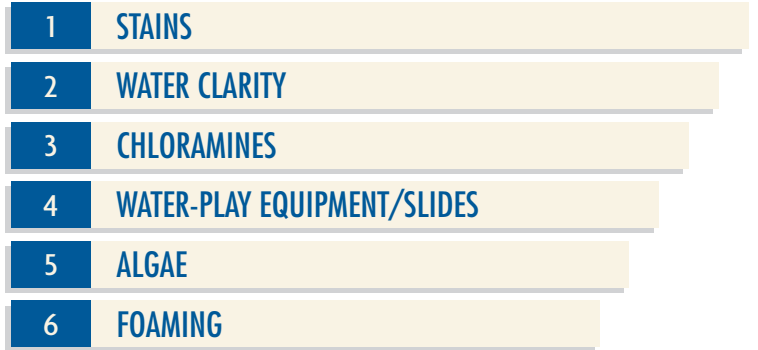 1 STAINS
2 WATER CLARITY
3 CHLORAMINES
4 WATER-PLAY EQUIPMENT/SLIDES
5 ALGAE
6 FOAMING